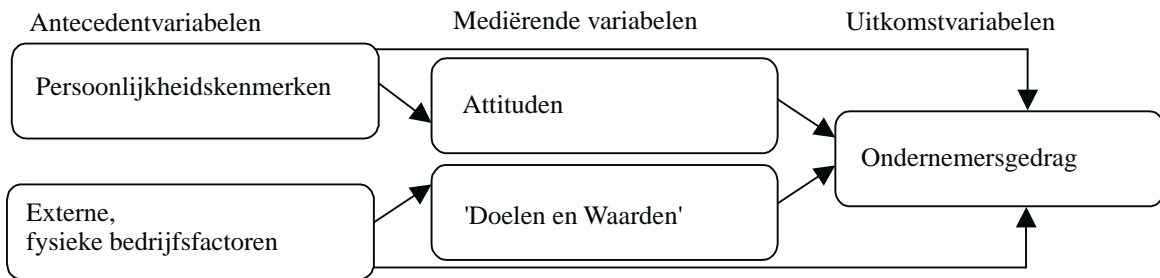 Antecedentvariabelen
Mediërende variabelen
Uitkomstvariabelen
Persoonlijkheidskenmerken
Attituden
Ondernemersgedrag
Externe,
fysieke bedrijfsfactoren
'Doelen en Waarden'